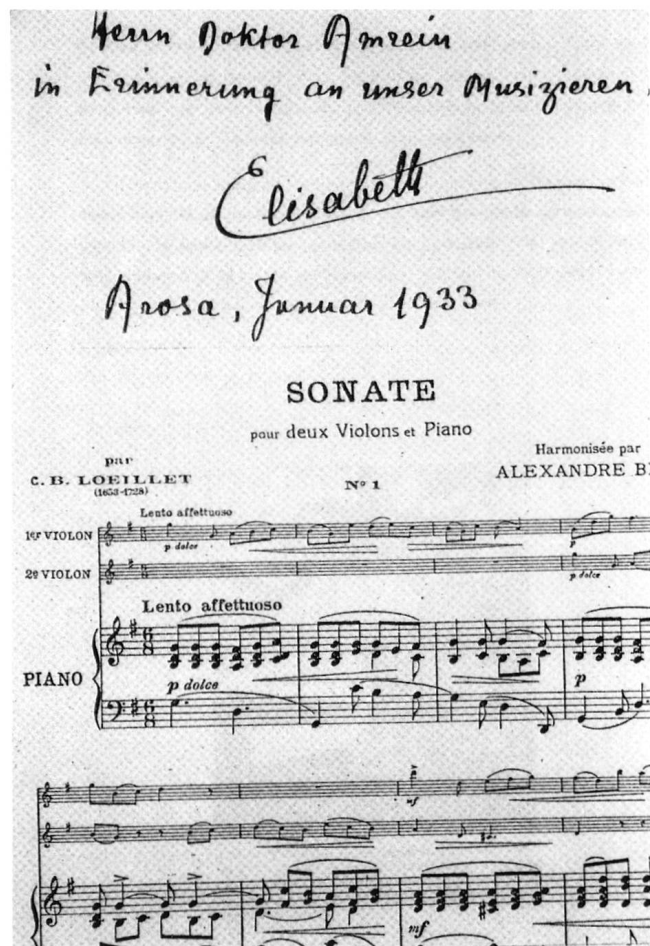 Herrn Doktor Amrein
in Erinnerung an unser Musizieren.
Elisabeth
Arosa, Januar 1933
SONATE
pour deux Violons et Piano
par
C. B. LOEILLET
(1653-1728)
Nº 1
Harmonisée par
ALEXANDRE
Lento affettuoso
1er VIOLON
p dolce
p
2e VIOLON
p dolce
Lento affettuoso
PIANO
p dolce
p
mf
mf